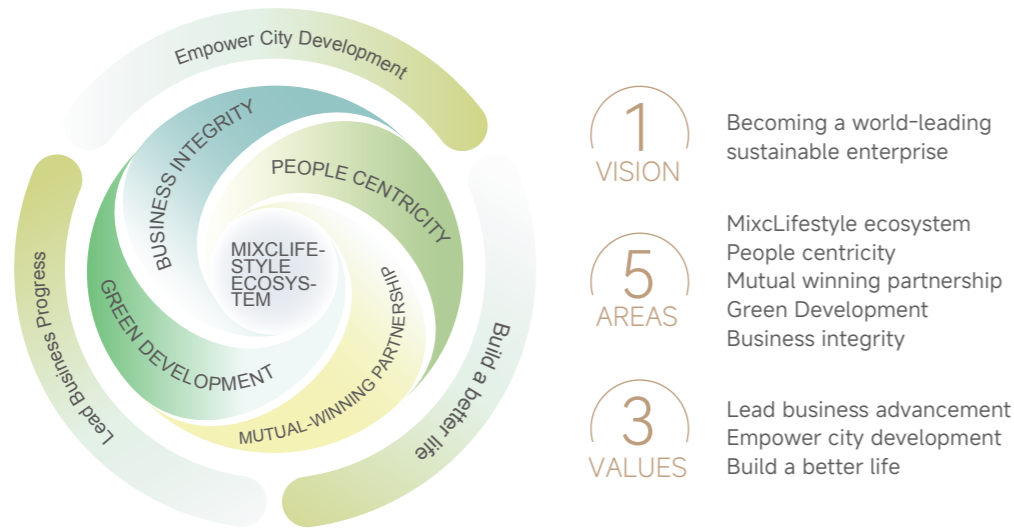 Empower City Development
BUSINESS INTEGRITY
PEOPLE CENTRICITY
MIXCLIFE-
STYLE
ECOSYS-
TEM
GREEN DEVELOPMENT
MUTUAL-WINNING PARTNERSHIP
Lead Business Progress
Build a better life
1
VISION
Becoming a world-leading
sustainable enterprise
5
AREAS
MixcLifestyle ecosystem
People centricity
Mutual winning partnership
Green Development
Business integrity
3
VALUES
Lead business advancement
Empower city development
Build a better life